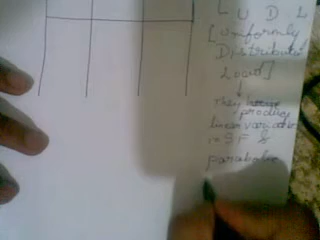 [ U D L
[Uniformly
Distributed
Load]
They
produce
linear variation
in SF &
parabolic